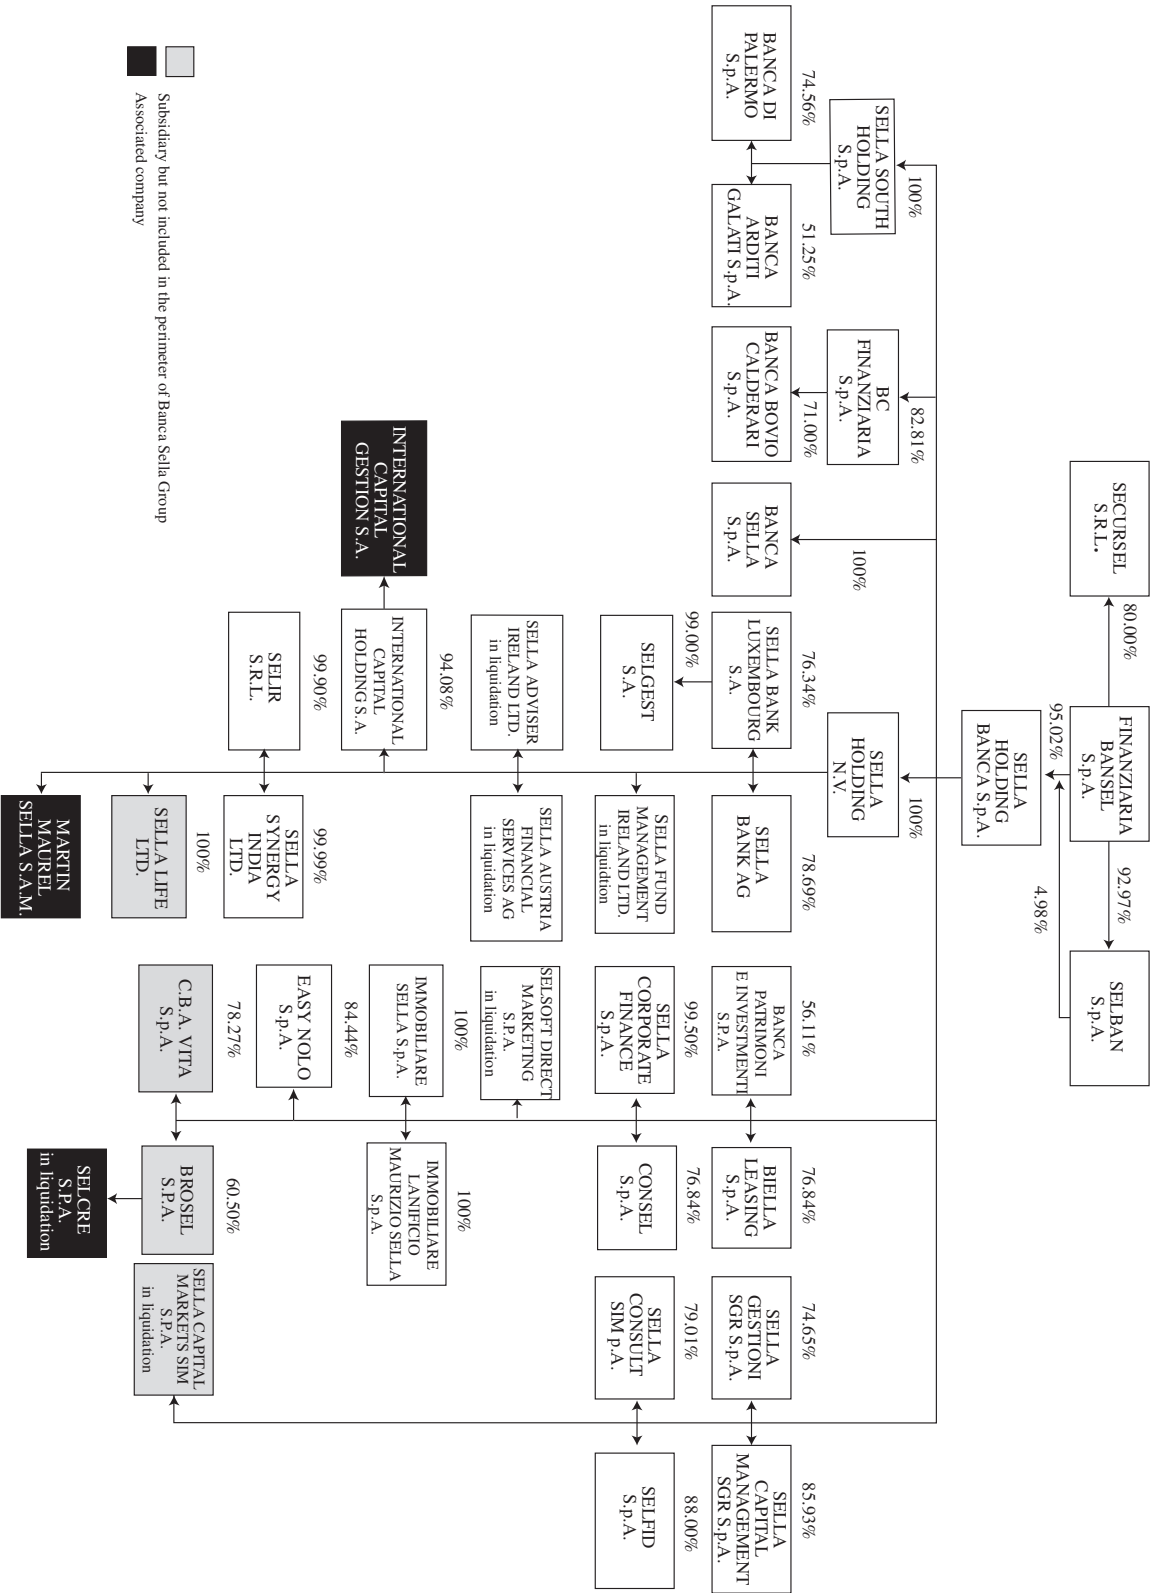 SECURSEL
S.R.L.
80.00%
FINANZIARIA
BANSEL
S.p.A.
92.97%
SELBAN
S.p.A.
95.02%
4.98%
SELLA
HOLDING
BANCA S.p.A.
100%
SELLA SOUTH
HOLDING
S.p.A.
82.81%
BC
FINANZIARIA
S.p.A.
100%
100%
SELLA
HOLDING
N.V.
74.56%
BANCA DI
PALERMO
S.p.A.
51.25%
BANCA
ARDITI
GALATI S.p.A.
71.00%
BANCA BOVIO
CALDERARI
S.p.A.
BANCA
SELLA
S.p.A.
76.34%
SELLA BANK
LUXEMBOURG
S.A.
78.69%
SELLA
BANK AG
56.11%
BANCA
PATRIMONI
E INVESTIMENTI
S.P.A.
76.84%
BIELLA
LEASING
S.p.A.
74.65%
SELLA
GESTIONI
SGR S.p.A.
85.93%
SELLA
CAPITAL
MANAGEMENT
SGR S.p.A.
99.00%
SELGEST
S.A.
SELLA FUND
MANAGEMENT
IRELAND LTD.
in liquidtion
99.50%
SELLA
CORPORATE
FINANCE
S.p.A.
76.84%
CONSEL
S.p.A.
79.01%
SELLA
CONSULT
SIM p.A.
88.00%
SELFID
S.p.A.
SELLA ADVISER
IRELAND LTD.
in liquidation
SELLA AUSTRIA
FINANCIAL
SERVICES AG
in liquidation
SELSOFT DIRECT
MARKETING
S.P.A.
in liquidation
94.08%
INTERNATIONAL
CAPITAL
HOLDING S.A.
INTERNATIONAL
CAPITAL
GESTION S.A.
100%
IMMOBILIARE
SELLA S.p.A.
100%
IMMOBILIARE
LANIFICIO
MAURIZIO SELLA
S.p.A.
99.90%
SELIR
S.R.L.
99.99%
SELLA
SYNERGY
INDIA
LTD.
84.44%
EASY NOLO
S.p.A.
100%
SELLA LIFE
LTD.
78.27%
C.B.A. VITA
S.p.A.
60.50%
BROSEL
S.P.A.
SELLA CAPITAL
MARKETS SIM
S.P.A.
in liquidation
MARTIN
MAUREL
SELLA S.A.M.
SELCRE
S.P.A.
in liquidation
Subsidiary but not included in the perimeter of Banca Sella Group
Associated company